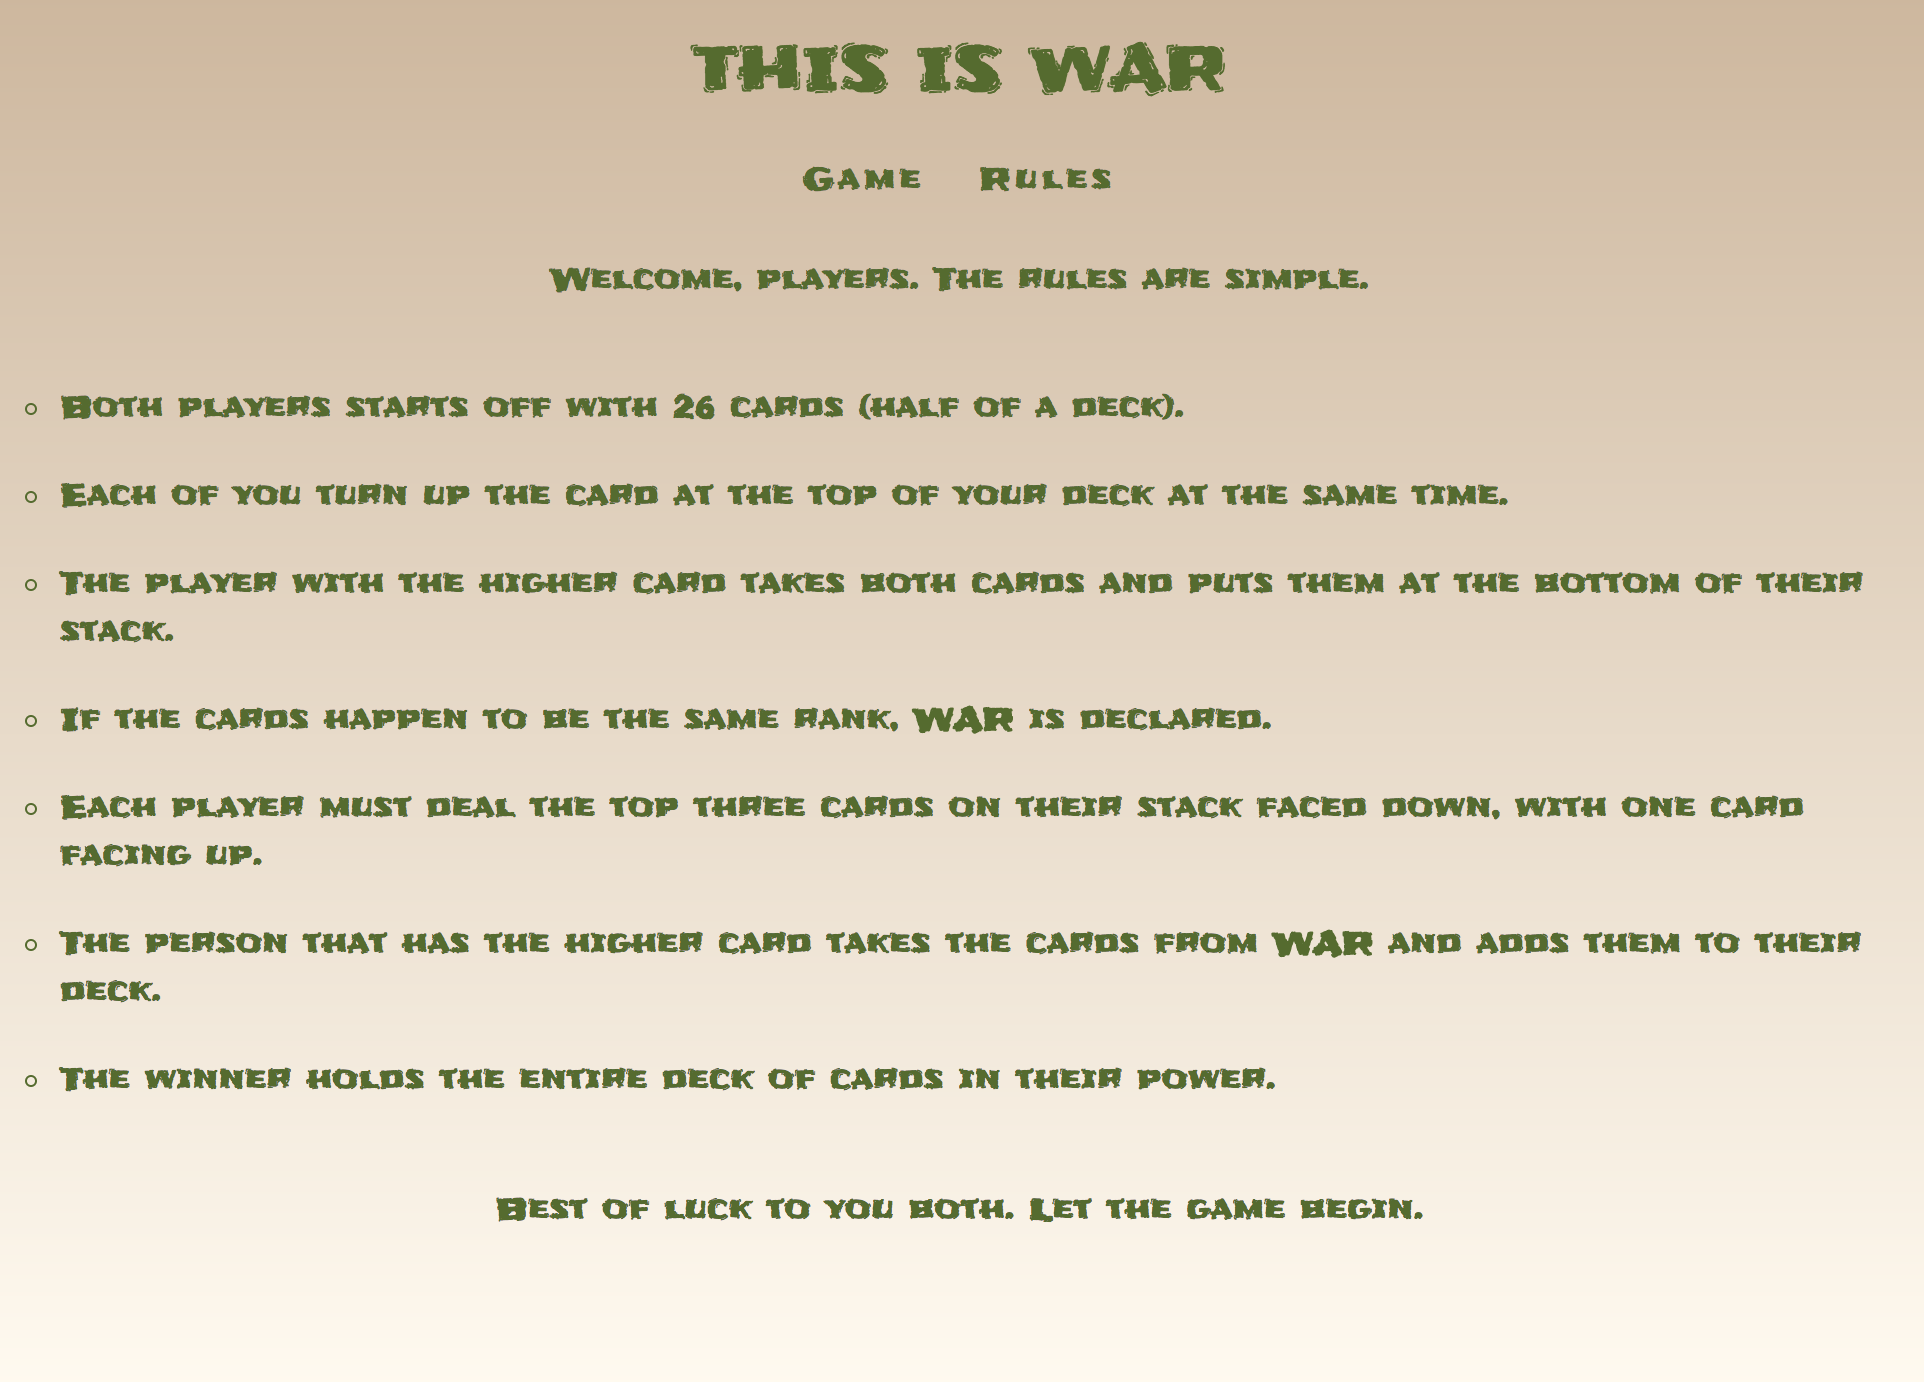 THIS IS WAR
Game Rules
Welcome, players. The rules are simple.
Both players starts off with 26 cards (half of a deck).
Each of you turn up the card at the top of your deck at the same time.
The player with the higher card takes both cards and puts them at the bottom of their
stack.
If the cards happen to be the same rank, WAR is declared.
Each player must deal the top three cards on their stack faced down, with one card
facing up.
The person that has the higher card takes the cards from WAR and adds them to their
deck.
The winner holds the entire deck of cards in their power.
Best of luck to you both. Let the game begin.